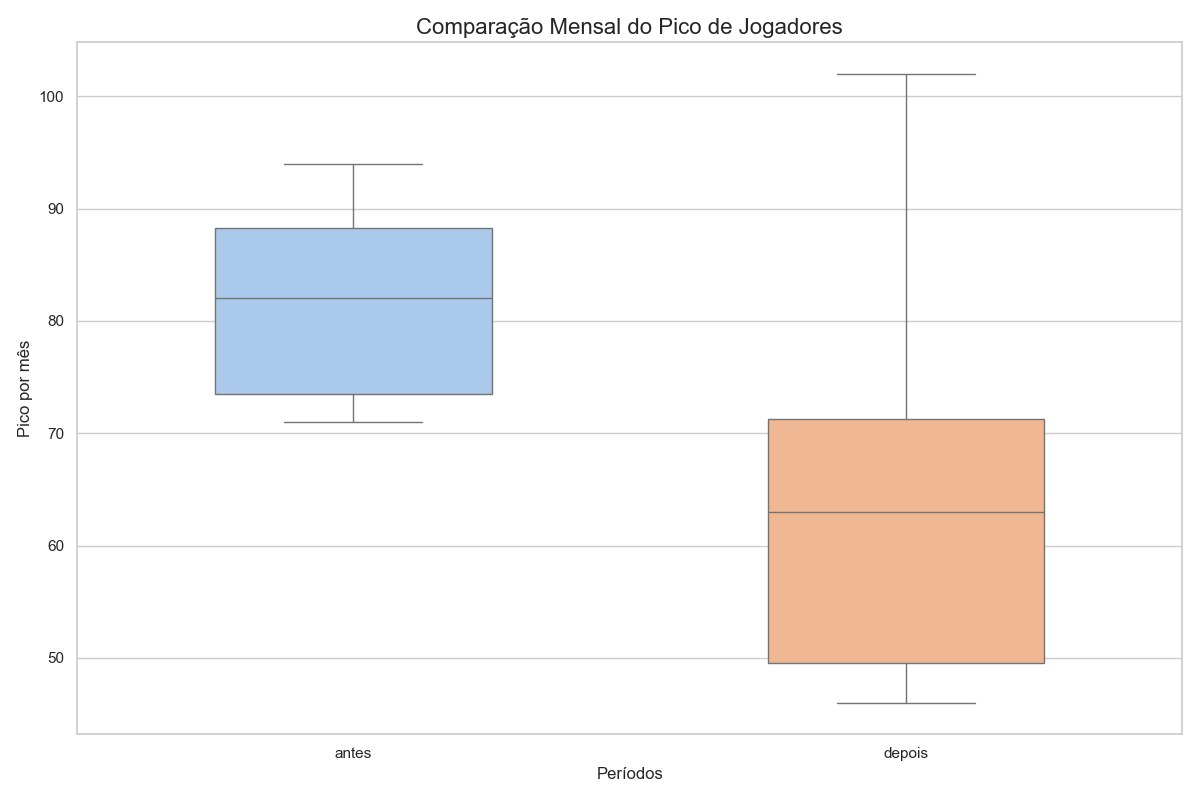 Comparação Mensal do Pico de Jogadores
100
90
80
70
60
50
Pico por mês
antes
depois
Períodos